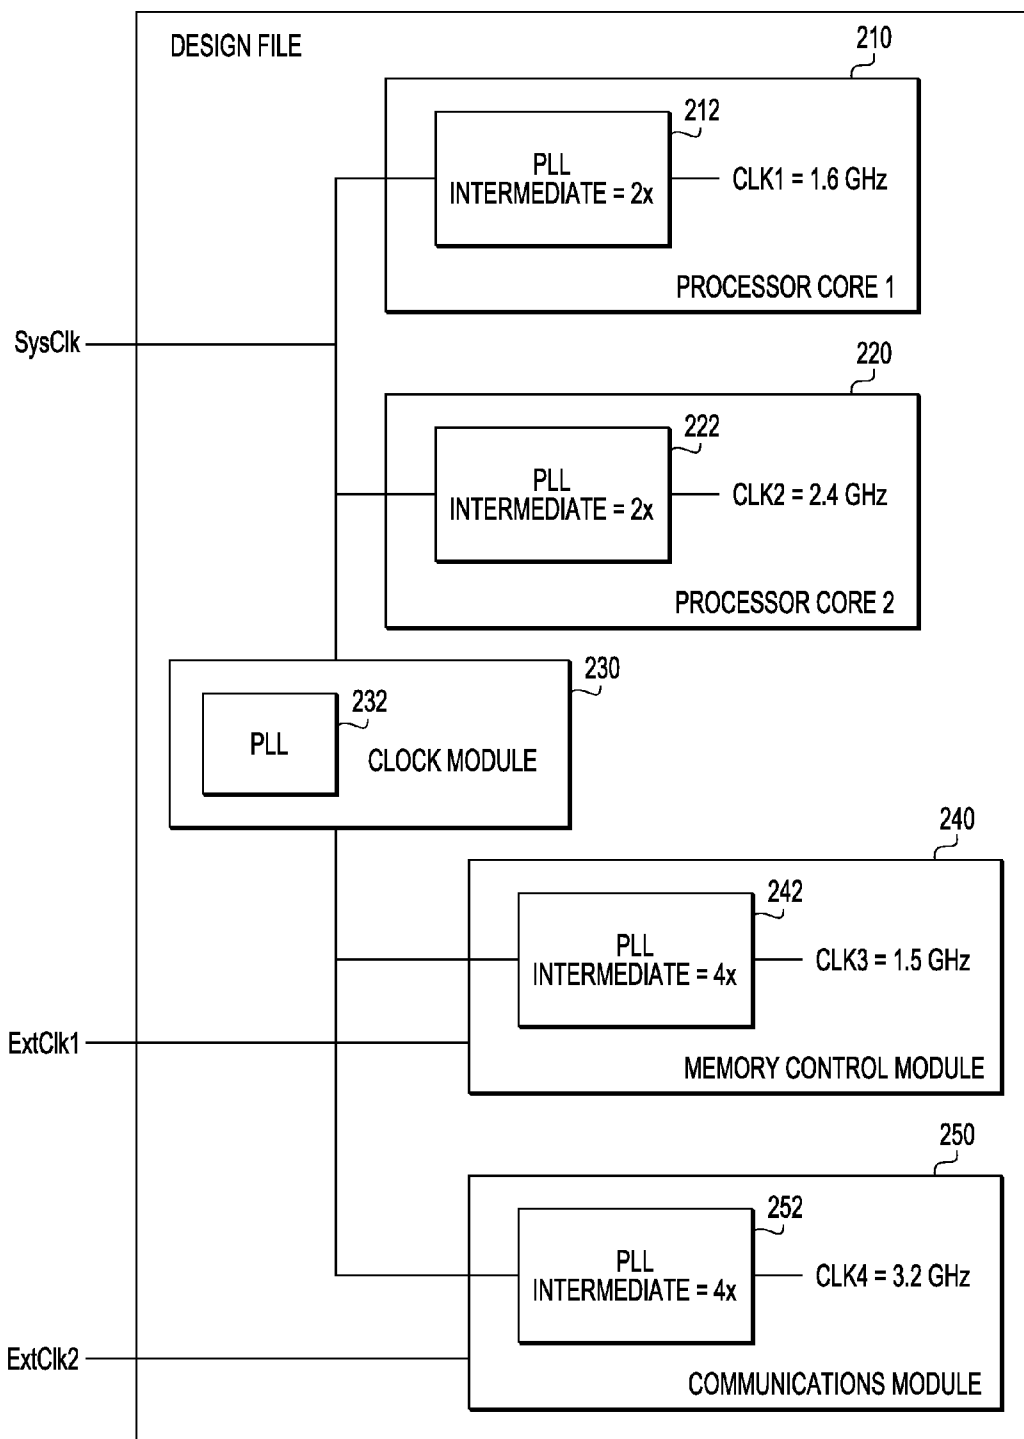 DESIGN FILE
210
212
PLL
INTERMEDIATE = 2x
CLK1 = 1.6 GHz
PROCESSOR CORE 1
SysClk
220
222
PLL
INTERMEDIATE = 2x
CLK2 = 2.4 GHz
PROCESSOR CORE 2
230
232
PLL
CLOCK MODULE
240
242
PLL
INTERMEDIATE = 4x
CLK3 = 1.5 GHz
ExtClk1
MEMORY CONTROL MODULE
250
252
PLL
INTERMEDIATE = 4x
CLK4 = 3.2 GHz
ExtClk2
COMMUNICATIONS MODULE